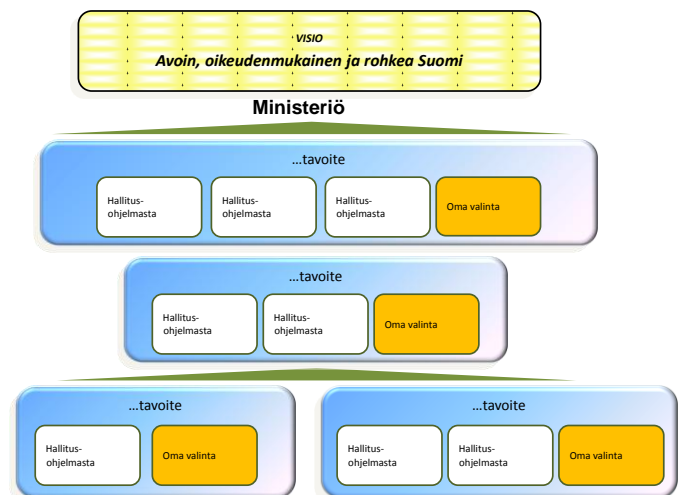 VISIO
Avoin, oikeudenmukainen ja rohkea Suomi
Ministeriö
...tavoite
Hallitus-
ohjelmasta
Hallitus-
ohjelmasta
Hallitus-
ohjelmasta
Oma valinta
...tavoite
Hallitus-
ohjelmasta
Hallitus-
ohjelmasta
Oma valinta
...tavoite
Hallitus-
ohjelmasta
Oma valinta
...tavoite
Hallitus-
ohjelmasta
Hallitus-
ohjelmasta
Oma valinta